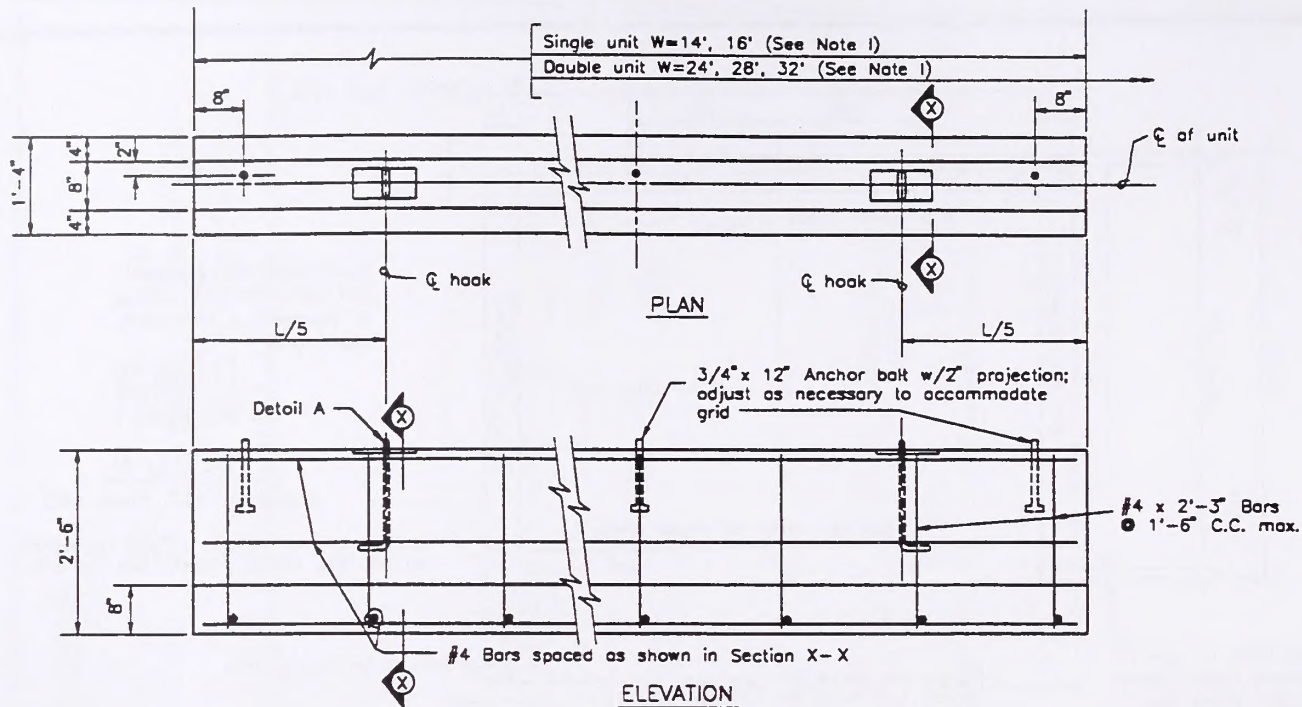 Single unit W=14', 16' (See Note 1)
Double unit W=24', 28', 32' (See Note 1)
8"
X
8"
℄ of unit
1'-4"
4"
8"
4"
2"
℄ hook
℄ hook
X
PLAN
L/5
L/5
3/4" x 12" Anchor bolt w/2" projection;
adjust as necessary to accommodate
grid
Detail A
X
2'-6"
8"
#4 x 2'-3" Bars
@ 1'-6" C.C. max.
#4 Bars spaced as shown in Section X-X
X
ELEVATION